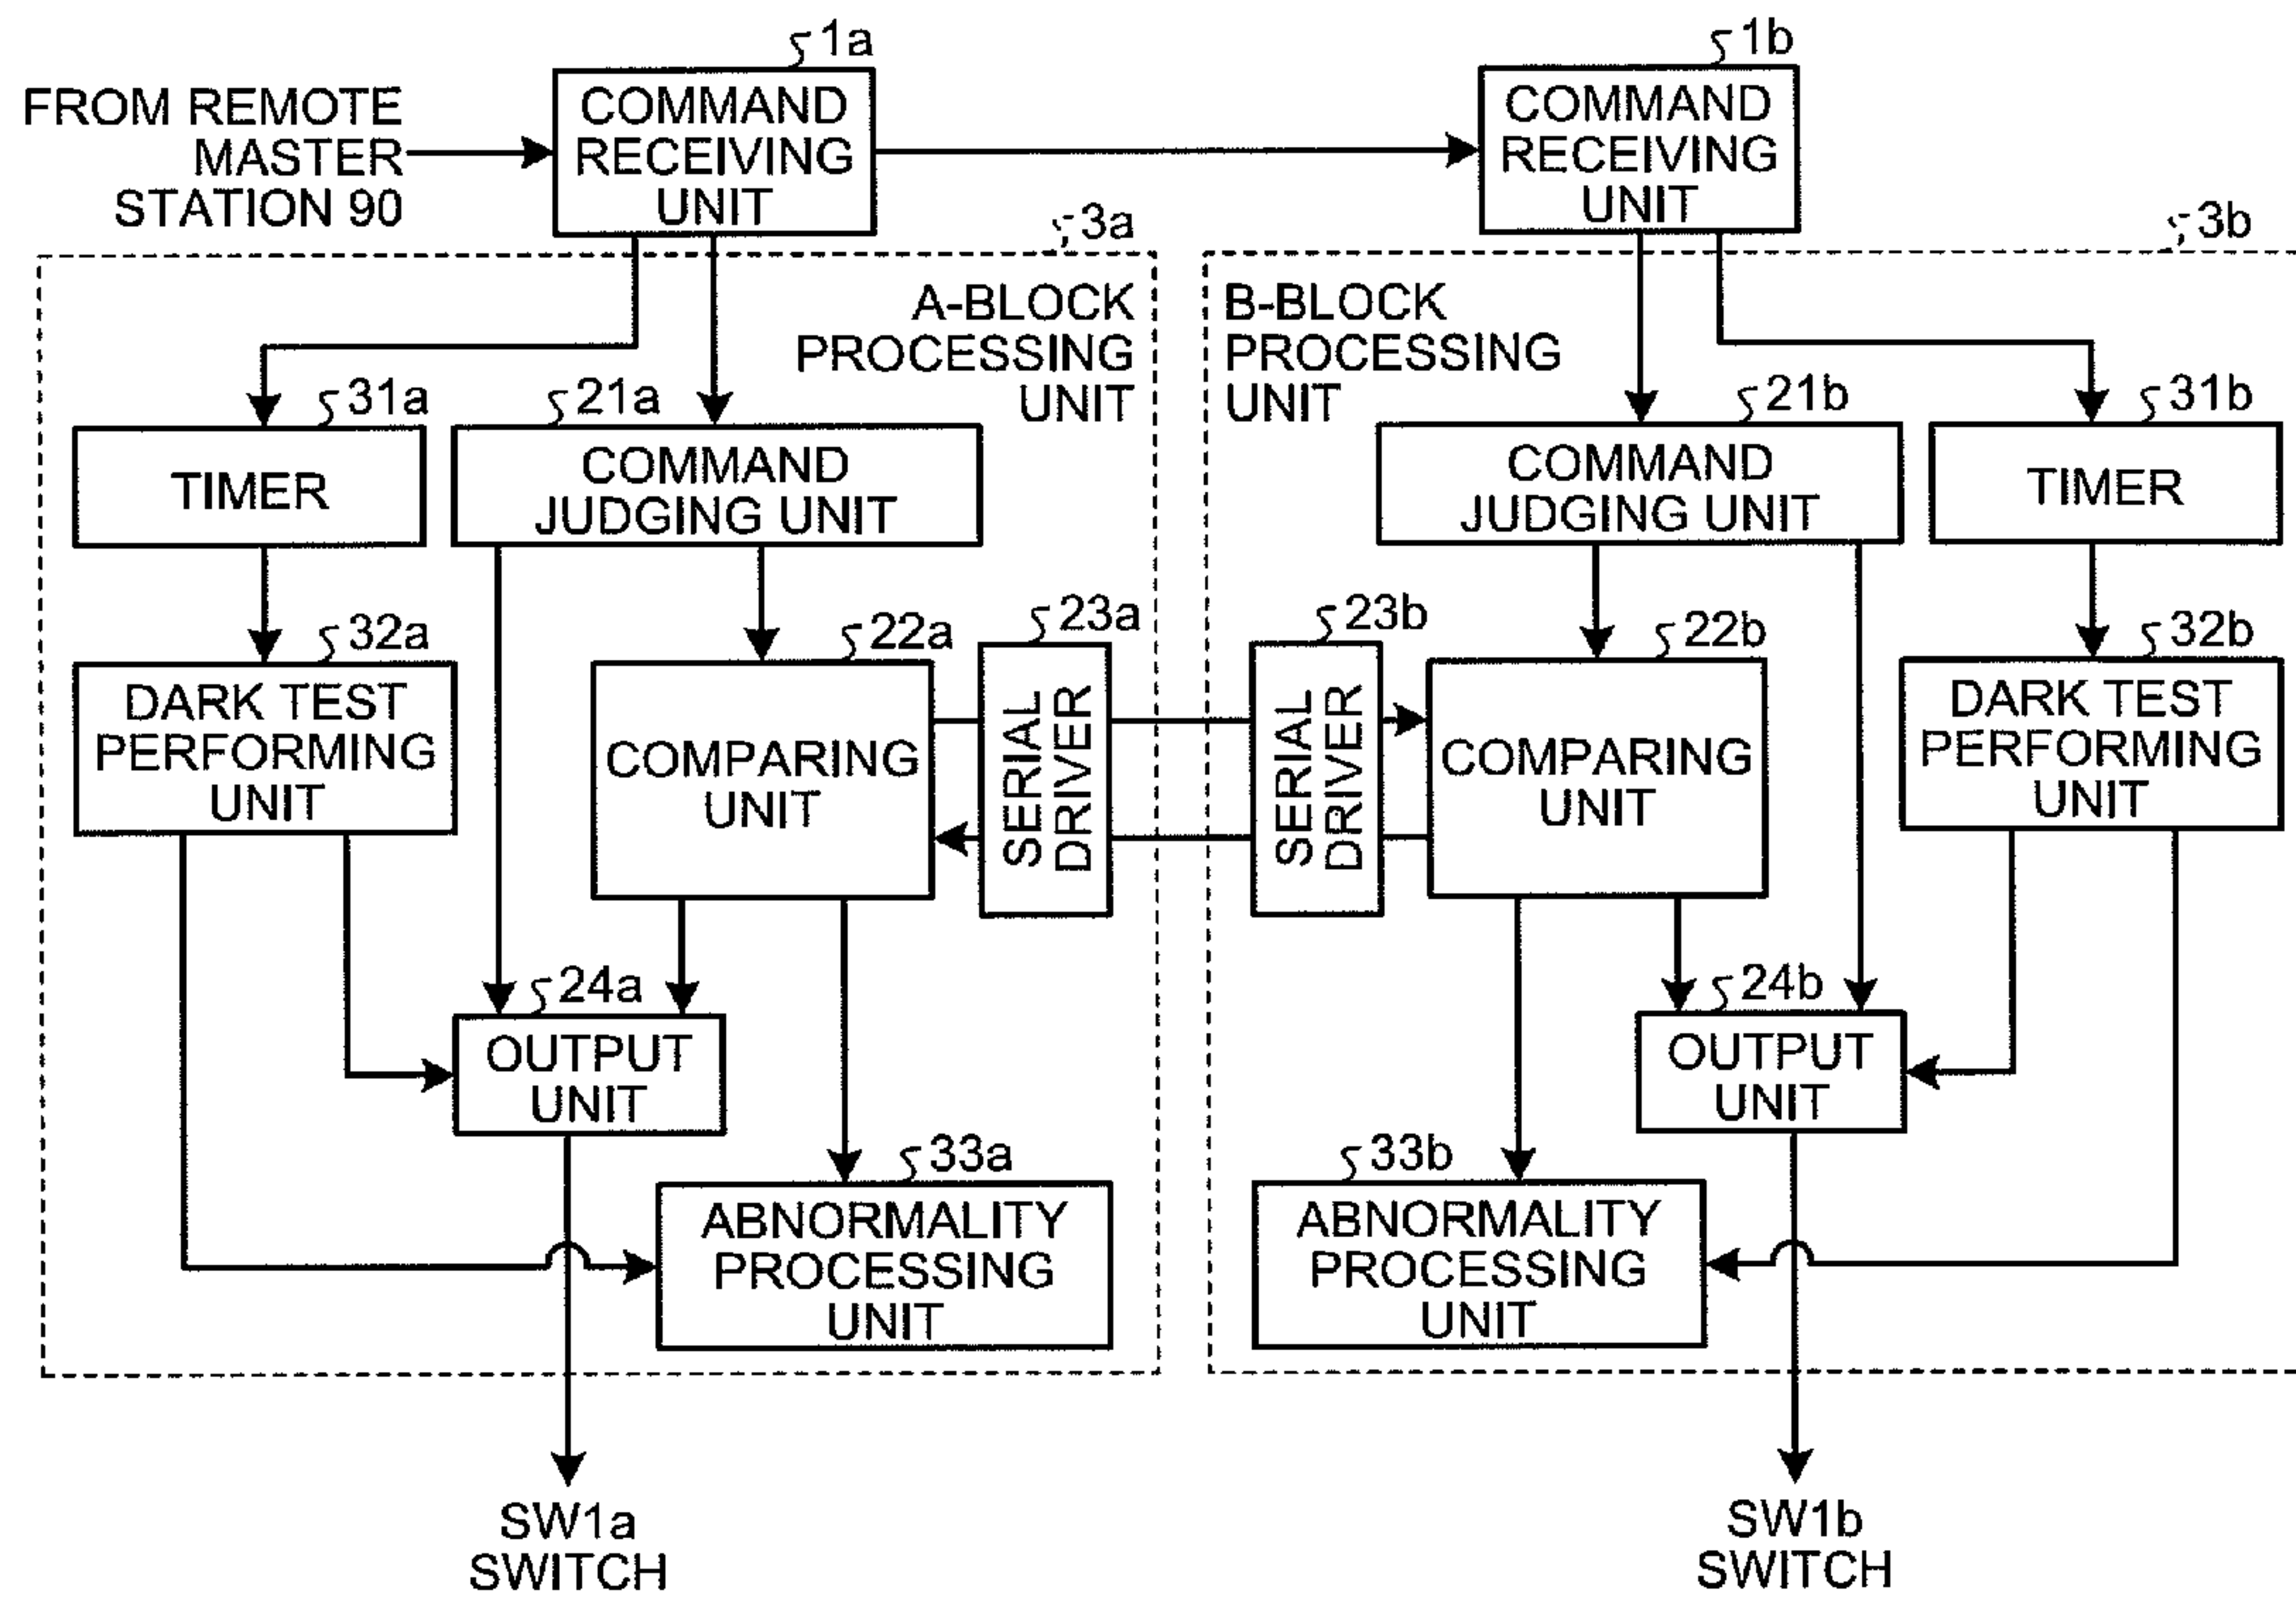 1a
1b
FROM REMOTE
MASTER
STATION 90
COMMAND
RECEIVING
UNIT
COMMAND
RECEIVING
UNIT
3a
3b
A-BLOCK
PROCESSING
UNIT
B-BLOCK
PROCESSING
UNIT
31a
21a
21b
31b
TIMER
COMMAND
JUDGING UNIT
COMMAND
JUDGING UNIT
TIMER
32a
22a
23a
23b
22b
32b
DARK TEST
PERFORMING
UNIT
COMPARING
UNIT
SERIAL
DRIVER
SERIAL
DRIVER
COMPARING
UNIT
DARK TEST
PERFORMING
UNIT
24a
24b
OUTPUT
UNIT
OUTPUT
UNIT
33a
33b
ABNORMALITY
PROCESSING
UNIT
ABNORMALITY
PROCESSING
UNIT
SW1a
SWITCH
SW1b
SWITCH